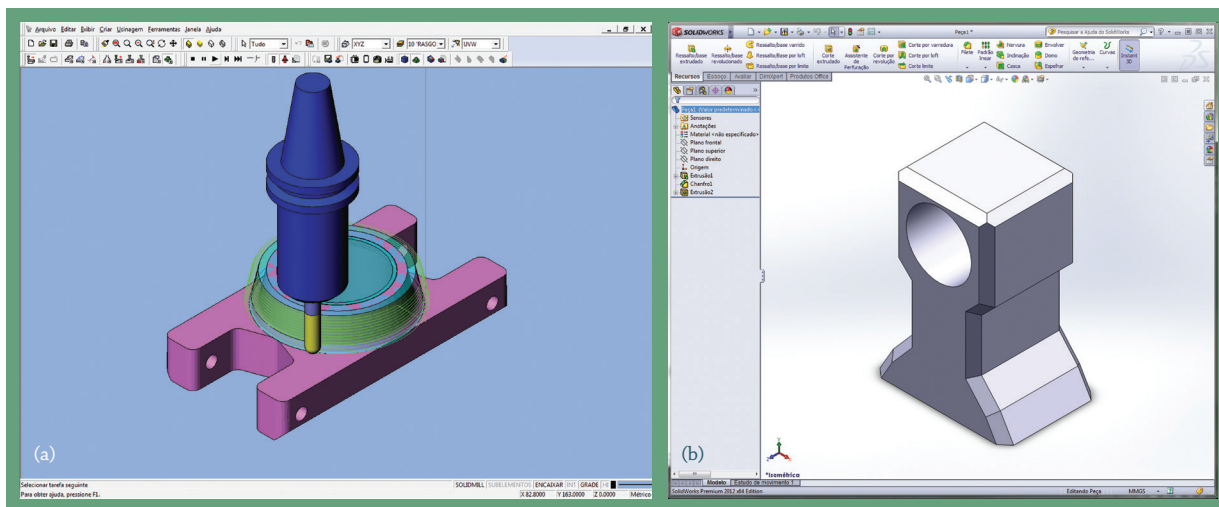 Arquivo Editar Exibir Criar Usinagem Ferramentas Janela Ajuda
Tudo XYZ 10 'RASGO UVW
(a)
Selecionar tarefa seguinte
SOLIDMILL SUBELEMENTOS ENCAIXAR INT GRADE
Para obter ajuda, pressione F1.
X 82.8000 Y 163.0000 Z 0.0000 Métrico
SOLIDWORKS
Peça1 *
Pesquisar a Ajuda do SolidWorks
Ressalto/base extrudado
Ressalto/base revolucionado
Ressalto/base varrido
Ressalto/base por loft
Ressalto/base por limite
Corte extrudado
Assistente de Perfuração
Corte por revolução
Corte por varredura
Corte por loft
Corte limite
Filete
Padrão linear
Nervura
Inclinação
Casca
Envolver
Domo
Espelhar
Geometria de refe...
Curvas
Instant 3D
Recursos Esboço Avaliar DimXpert Produtos Office
Sensores
Anotações
Material <não especificado>
Plano frontal
Plano superior
Plano direito
Origem
Extrusão1
Chanfro1
Extrusão2
(b)
*Isométrica
Modelo Estudo de movimento 1
SolidWorks Premium 2012 x64 Edition
Editando Peça MMGS